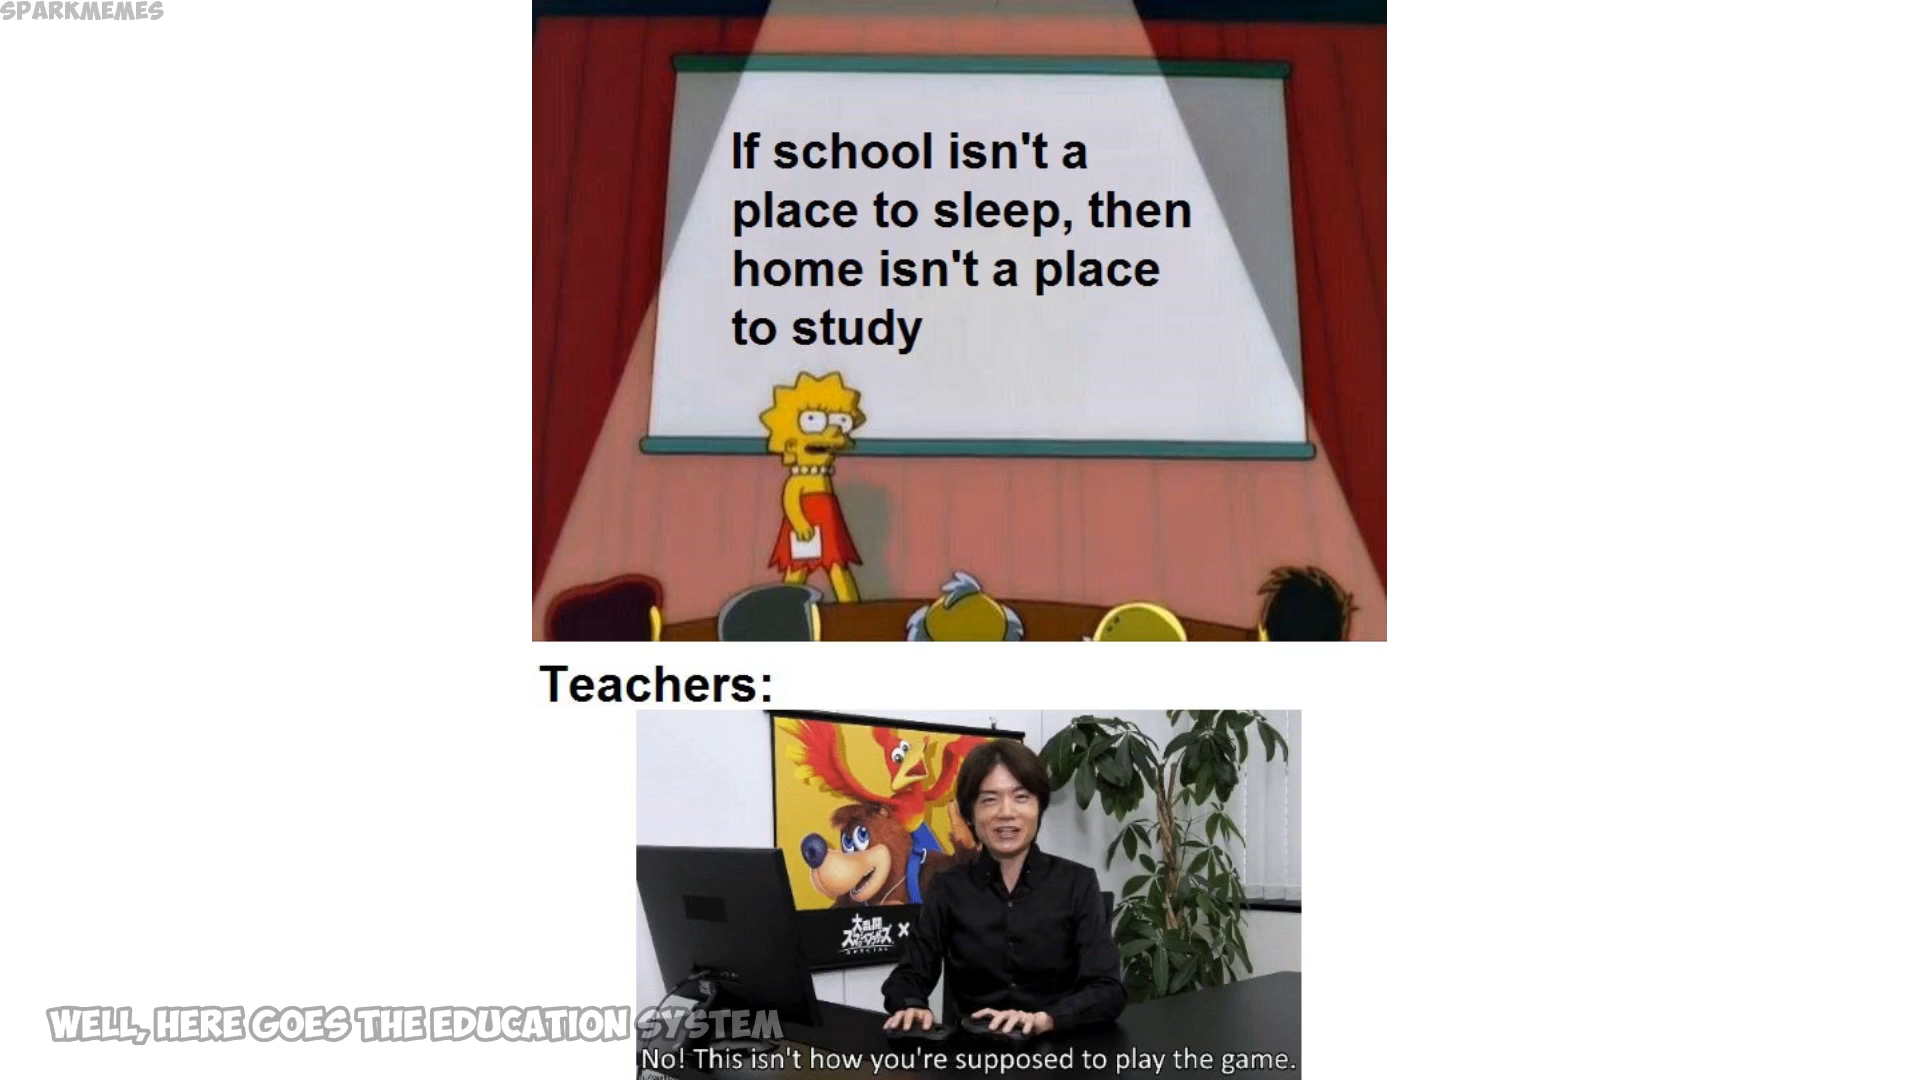 SPARKMEMES
If school isn't a
place to sleep, then
home isn't a place
to study
Teachers:
大乱闘
スマッシュブラザーズ ×
SPECIAL
WELL, HERE GOES THE EDUCATION SYSTEM
No! This isn't how you're supposed to play the game.